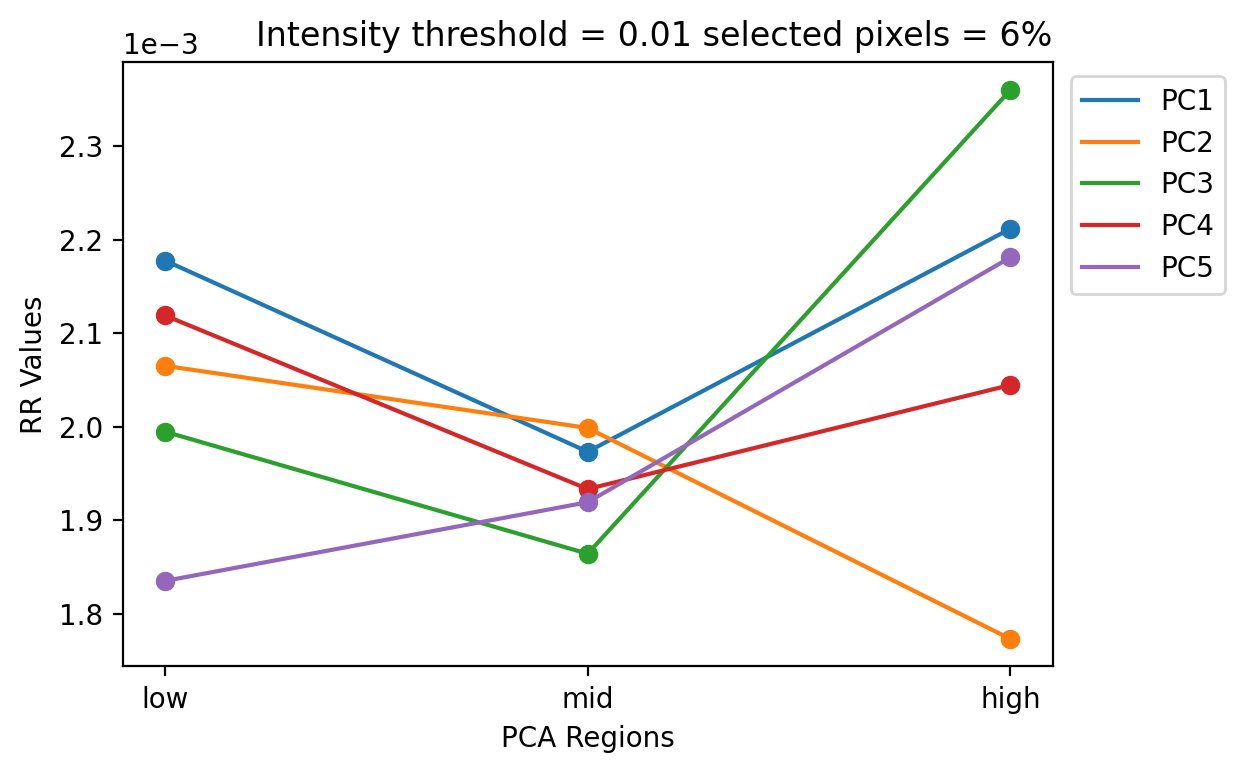 Intensity threshold = 0.01 selected pixels = 6%
1e−3
2.3
2.2
2.1
2.0
1.9
1.8
RR Values
low
mid
high
PCA Regions
PC1
PC2
PC3
PC4
PC5